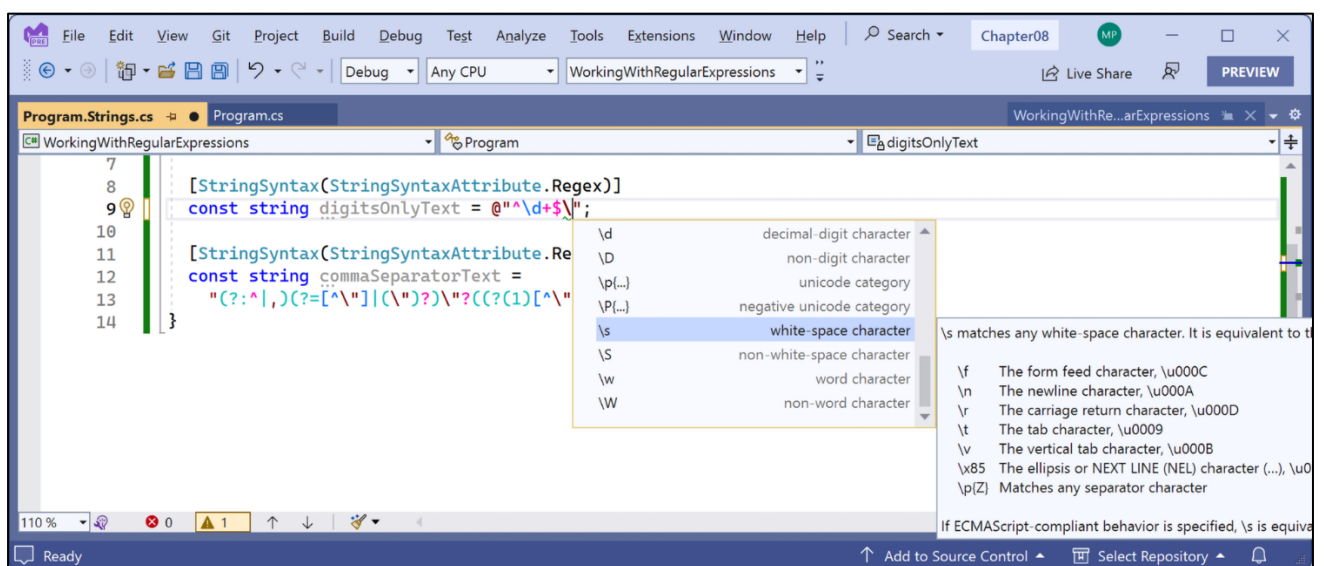 PRE File Edit View Git Project Build Debug Test Analyze Tools Extensions Window Help Search Chapter08 MP
Debug Any CPU WorkingWithRegularExpressions Live Share PREVIEW
Program.Strings.cs Program.cs WorkingWithRe...arExpressions
C# WorkingWithRegularExpressions Program digitsOnlyText
7
8 [StringSyntax(StringSyntaxAttribute.Regex)]
9 const string digitsOnlyText = @"^\d+$\";
10
11 [StringSyntax(StringSyntaxAttribute.Re
12 const string commaSeparatorText =
13 "(?:^|,)(?=[^\"]|(\")?)\"?((?(1)[^\"
14 }
\d decimal-digit character
\D non-digit character
\p{...} unicode category
\P{...} negative unicode category
\s white-space character
\S non-white-space character
\w word character
\W non-word character
\s matches any white-space character. It is equivalent to t
\f The form feed character, \u000C
\n The newline character, \u000A
\r The carriage return character, \u000D
\t The tab character, \u0009
\v The vertical tab character, \u000B
\x85 The ellipsis or NEXT LINE (NEL) character (...), \u0
\p{Z} Matches any separator character
If ECMAScript-compliant behavior is specified, \s is equiva
110 % 0 1
Ready Add to Source Control Select Repository